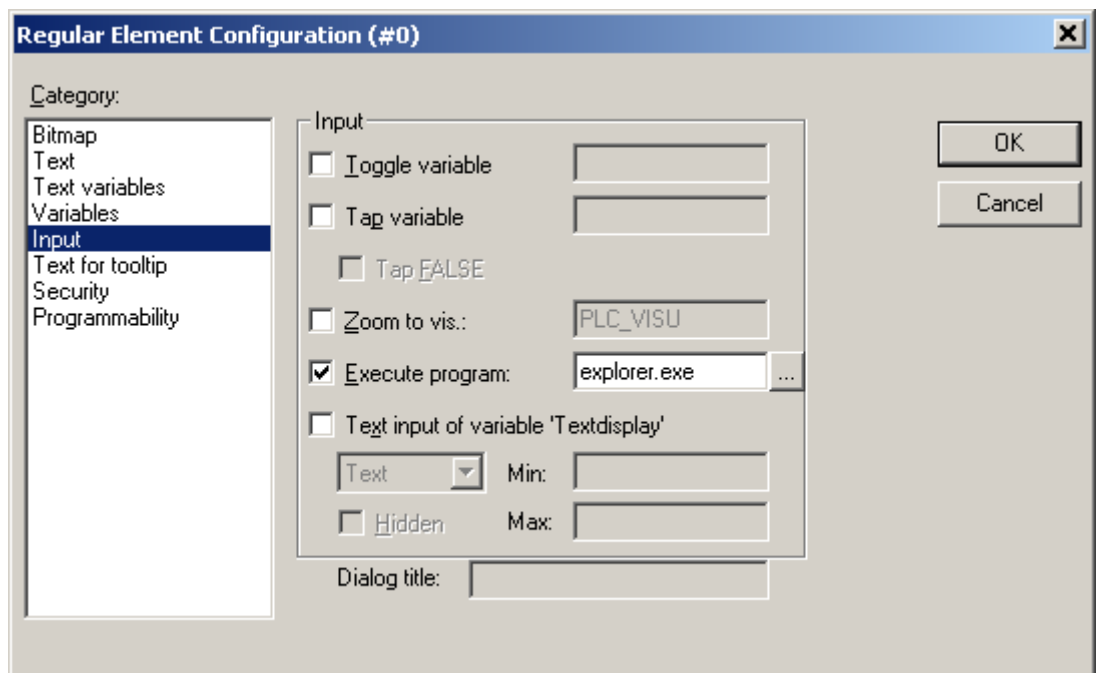 Regular Element Configuration (#0)
Category:
Bitmap
Text
Text variables
Variables
Input
Text for tooltip
Security
Programmability
Input
Toggle variable
Tap variable
Tap FALSE
Zoom to vis.: PLC_VISU
Execute program: explorer.exe ...
Text input of variable 'Textdisplay'
Text Min:
Hidden Max:
Dialog title:
OK
Cancel